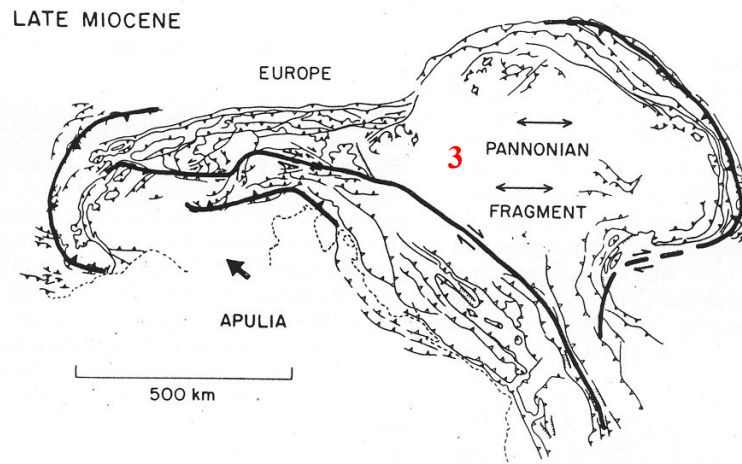 LATE MIOCENE
EUROPE
3
PANNONIAN
FRAGMENT
APULIA
500 km